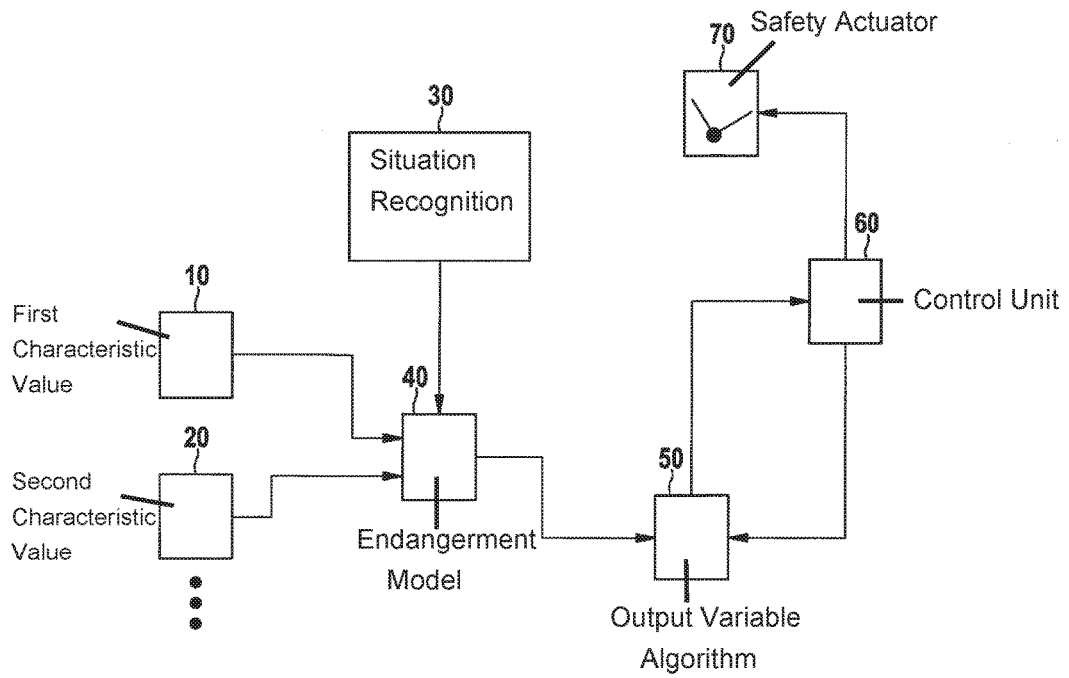 Safety Actuator
70
30
Situation
Recognition
60
Control Unit
10
First
Characteristic
Value
40
20
50
Second
Characteristic
Value
Endangerment
Model
Output Variable
Algorithm